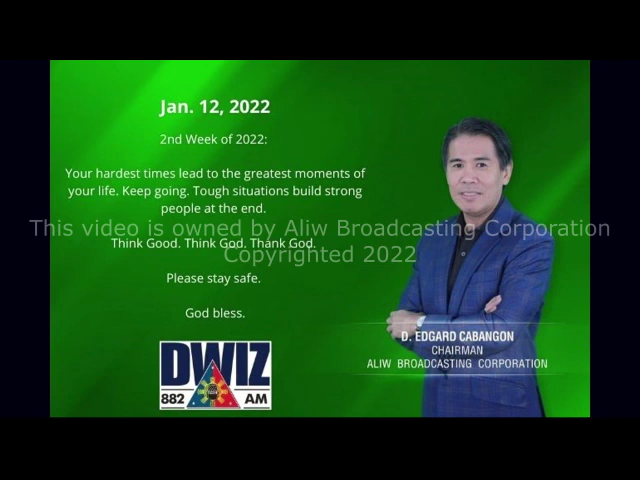 Jan. 12, 2022
2nd Week of 2022:
Your hardest times lead to the greatest moments of
your life. Keep going. Tough situations build strong
people at the end.
This video is owned by Aliw Broadcasting Corporation
Think Good. Think God. Thank God.
Copyrighted 2022
Please stay safe.
God bless.
D. EDGARD CABANGON
CHAIRMAN
ALIW BROADCASTING CORPORATION
DWIZ
882 AM